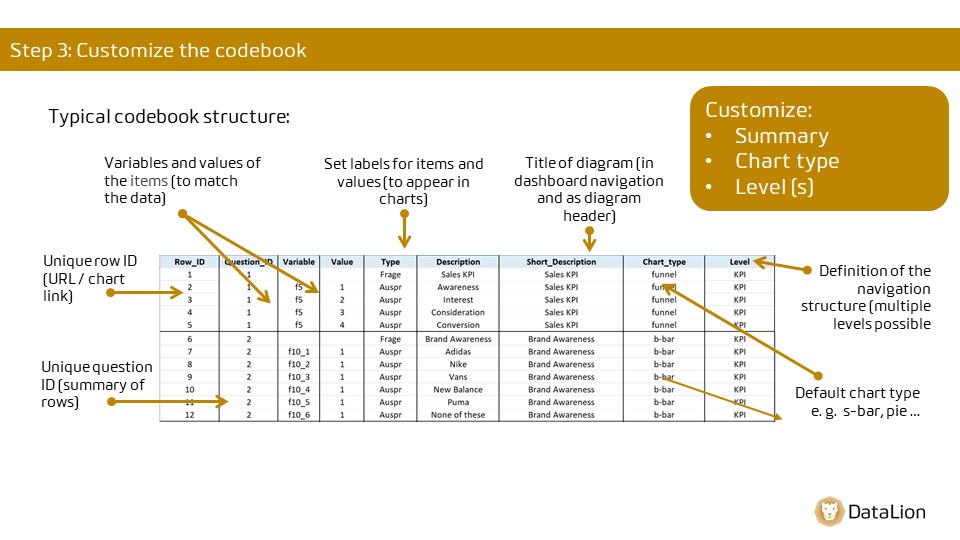 Step 3: Customize the codebook
Typical codebook structure:
Customize:
• Summary
• Chart type
• Level (s)
Variables and values of
the items (to match
the data)
Set labels for items and
values (to appear in
charts)
Title of diagram (in
dashboard navigation
and as diagram
header)
Unique row ID
(URL / chart
link)
Unique question
ID (summary of
rows)
Row_ID Question_ID Variable Value Type Description Short_Description Chart_type Level
1 1 Frage Sales KPI Sales KPI funnel KPI
2 1 f5 1 Auspr Awareness Sales KPI funnel KPI
3 1 f5 2 Auspr Interest Sales KPI funnel KPI
4 1 f5 3 Auspr Consideration Sales KPI funnel KPI
5 1 f5 4 Auspr Conversion Sales KPI funnel KPI
6 2 Frage Brand Awareness Brand Awareness b-bar KPI
7 2 f10_1 1 Auspr Adidas Brand Awareness b-bar KPI
8 2 f10_2 1 Auspr Nike Brand Awareness b-bar KPI
9 2 f10_3 1 Auspr Vans Brand Awareness b-bar KPI
10 2 f10_4 1 Auspr New Balance Brand Awareness b-bar KPI
11 2 f10_5 1 Auspr Puma Brand Awareness b-bar KPI
12 2 f10_6 1 Auspr None of these Brand Awareness b-bar KPI
Definition of the
navigation
structure (multiple
levels possible
Default chart type
e. g. s-bar, pie ...
DataLion